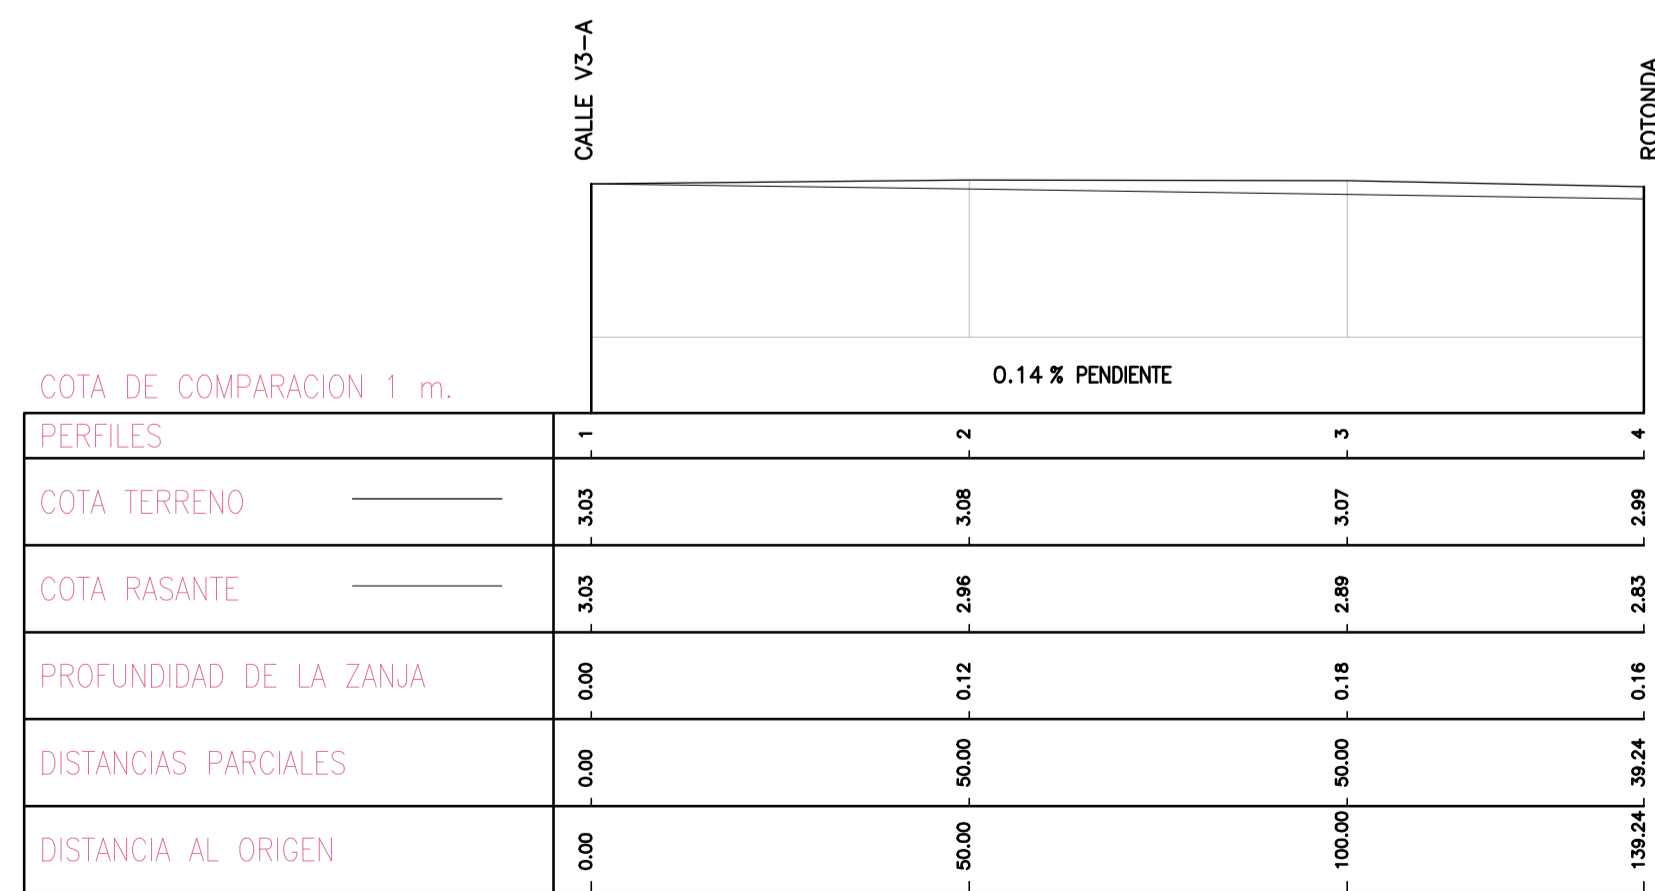 CALLE V3-A
ROTONDA
0.14 % PENDIENTE
COTA DE COMPARACION 1 m.
PERFILES 1 2 3 4
COTA TERRENO 3.03 3.08 3.07 2.99
COTA RASANTE 3.03 2.96 2.89 2.83
PROFUNDIDAD DE LA ZANJA 0.00 0.12 0.18 0.16
DISTANCIAS PARCIALES 0.00 50.00 50.00 39.24
DISTANCIA AL ORIGEN 0.00 50.00 100.00 139.24